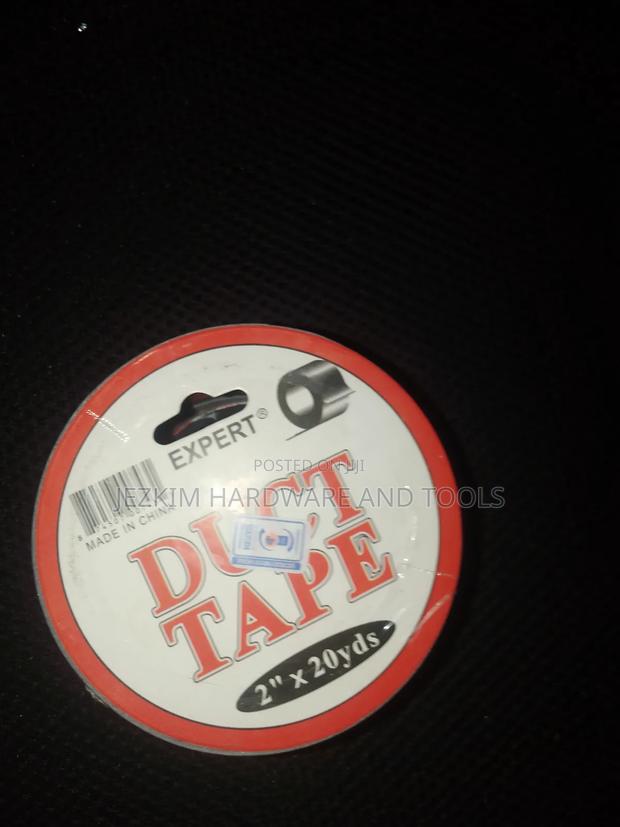 EXPERT®
MADE IN CHINA
POSTED ON JIJI
JEZKIM HARDWARE AND TOOLS
DUCT
TAPE
2" x 20yds